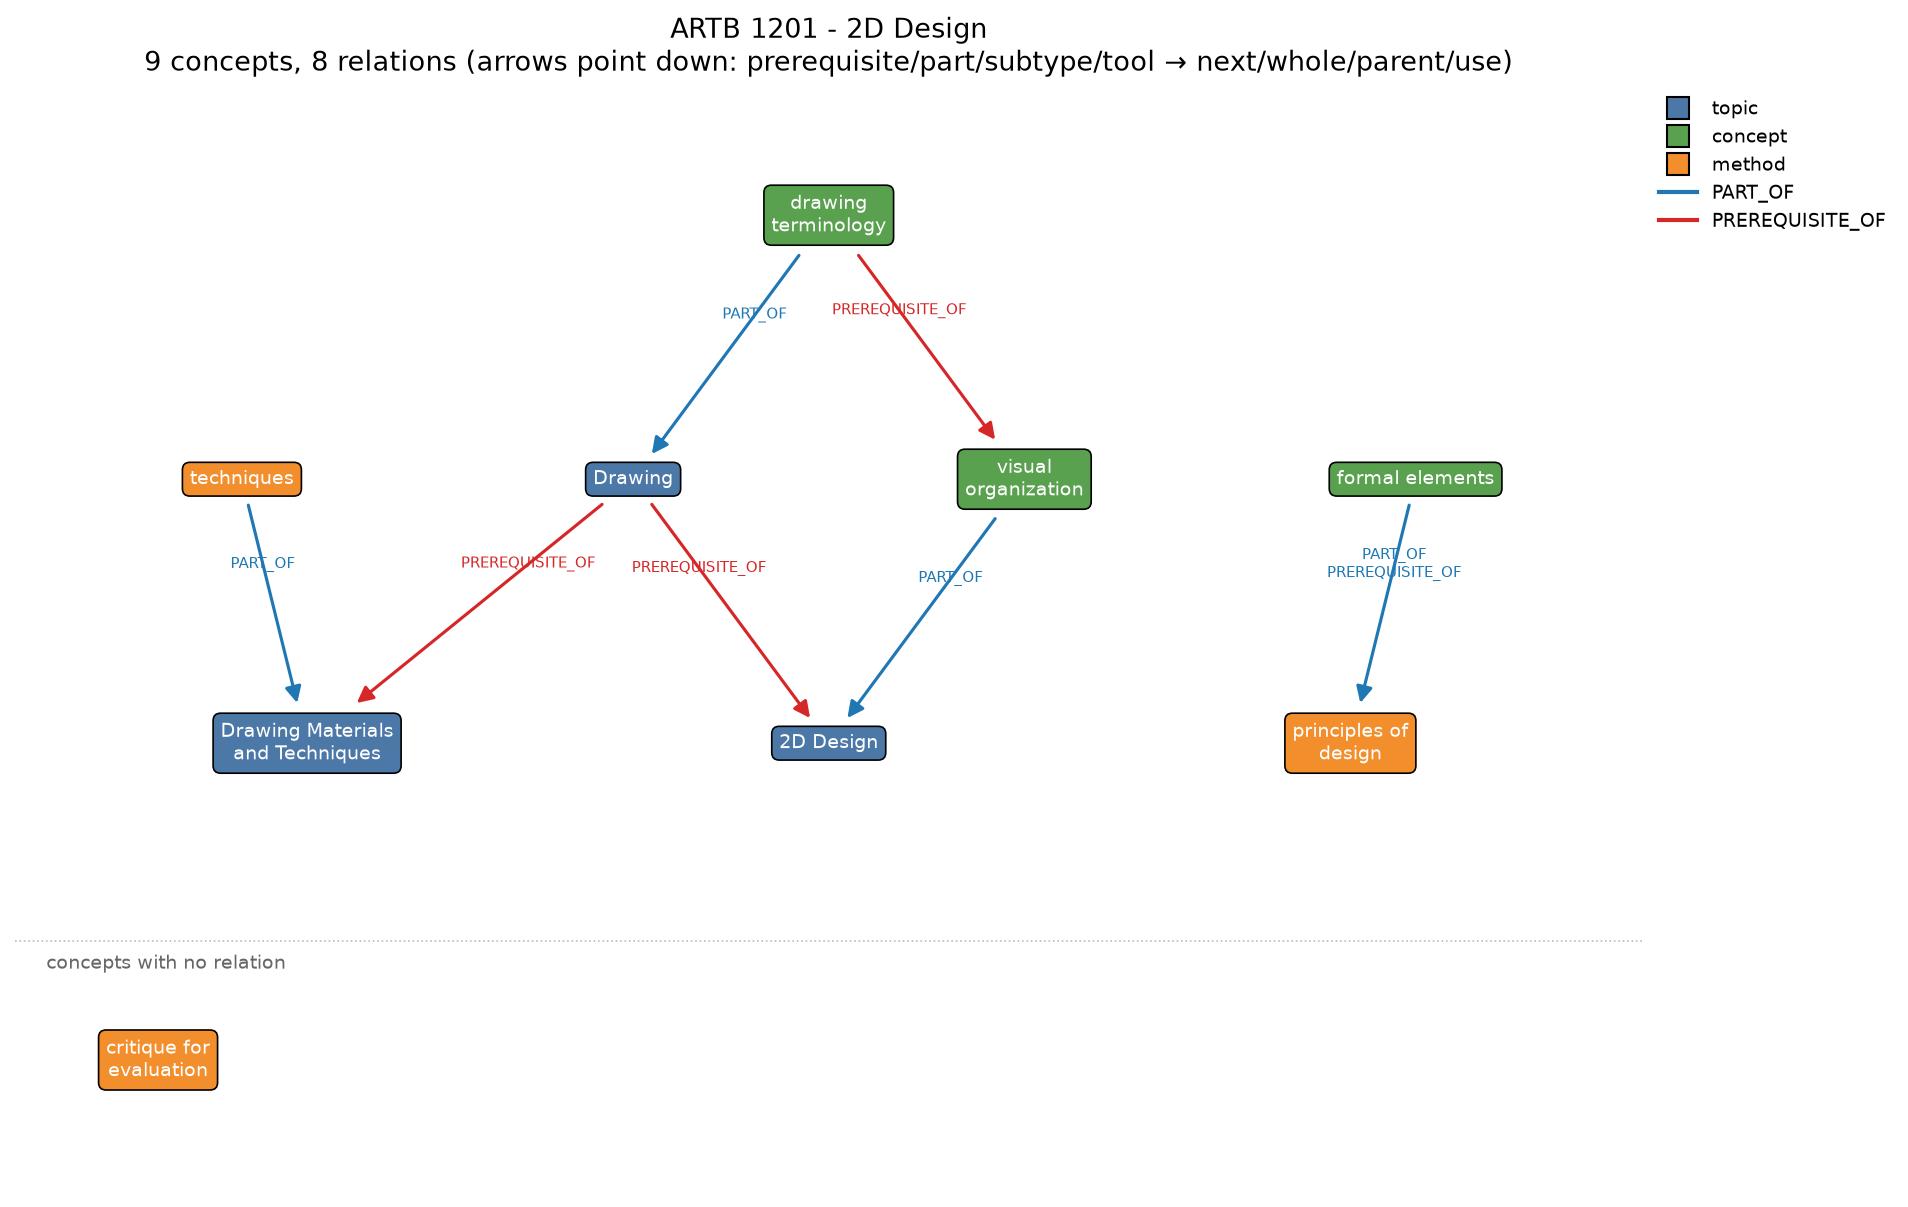 ARTB 1201 - 2D Design
9 concepts, 8 relations (arrows point down: prerequisite/part/subtype/tool → next/whole/parent/use)
topic
concept
method
PART_OF
PREREQUISITE_OF
drawing
terminology
PART_OF
PREREQUISITE_OF
techniques
Drawing
visual
organization
formal elements
PART_OF
PREREQUISITE_OF
PREREQUISITE_OF
PART_OF
PART_OF
PREREQUISITE_OF
Drawing Materials
and Techniques
2D Design
principles of
design
concepts with no relation
critique for
evaluation